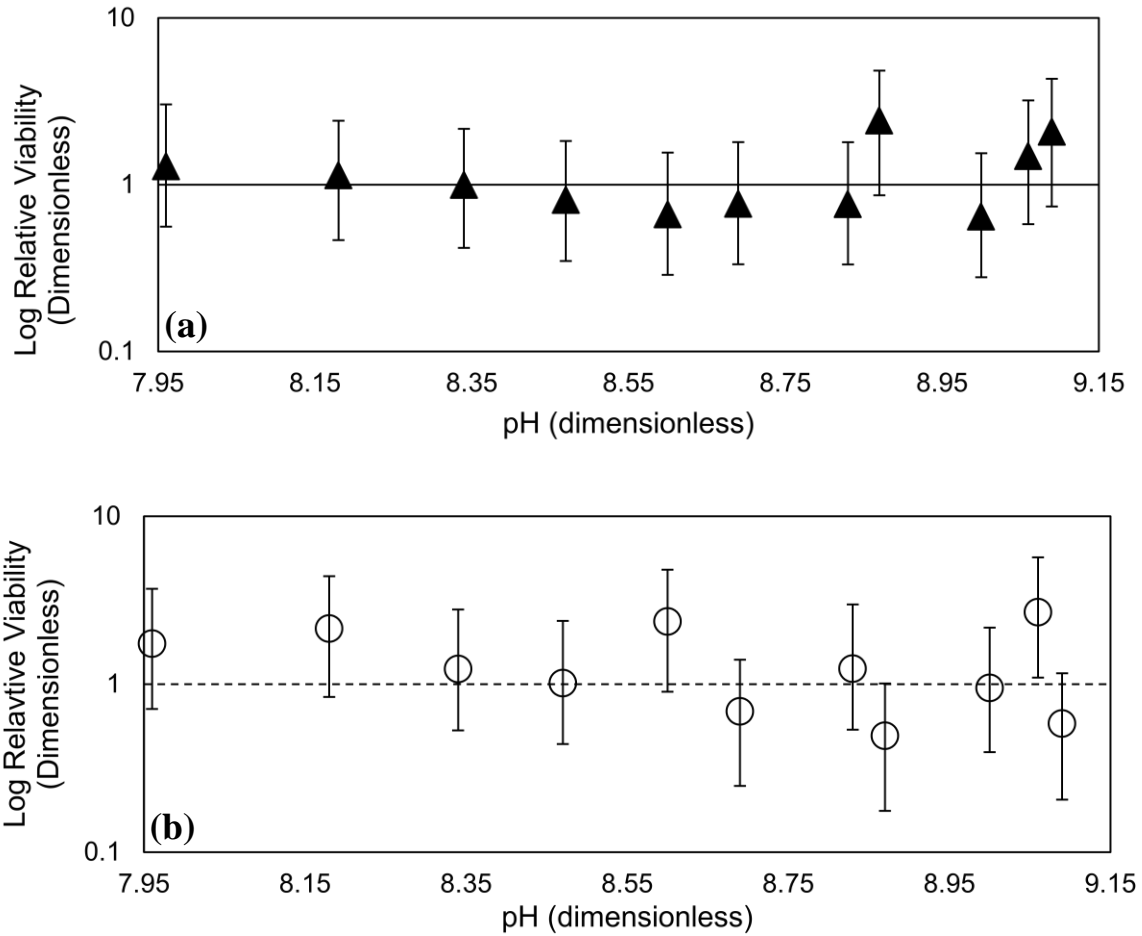 10
1
0.1
Log Relative Viability
(Dimensionless)
(a)
7.95 8.15 8.35 8.55 8.75 8.95 9.15
pH (dimensionless)
10
1
0.1
Log Relavtive Viability
(Dimensionless)
(b)
7.95 8.15 8.35 8.55 8.75 8.95 9.15
pH (dimensionless)